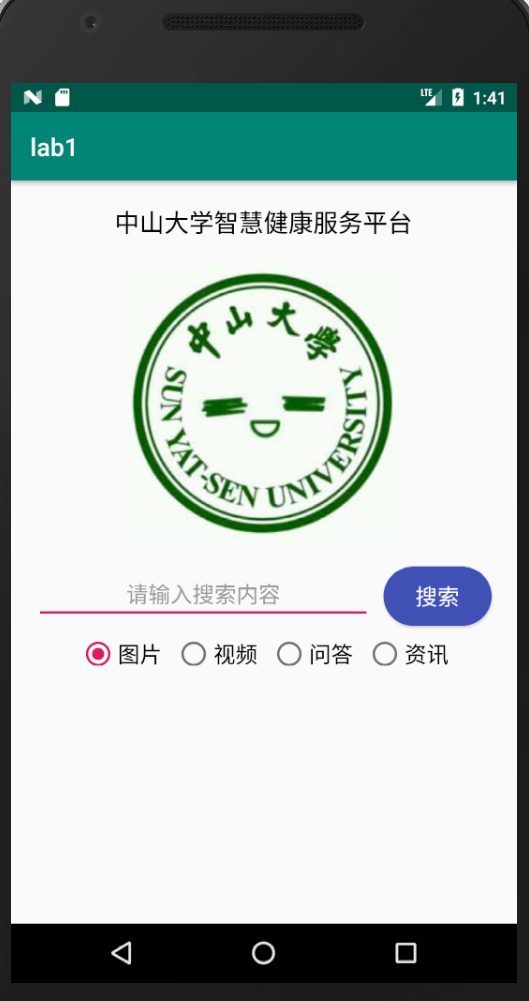 LTE 1:41
lab1
中山大学智慧健康服务平台
中山大學
SUN YAT-SEN UNIVERSITY
请输入搜索内容 搜索
图片 视频 问答 资讯